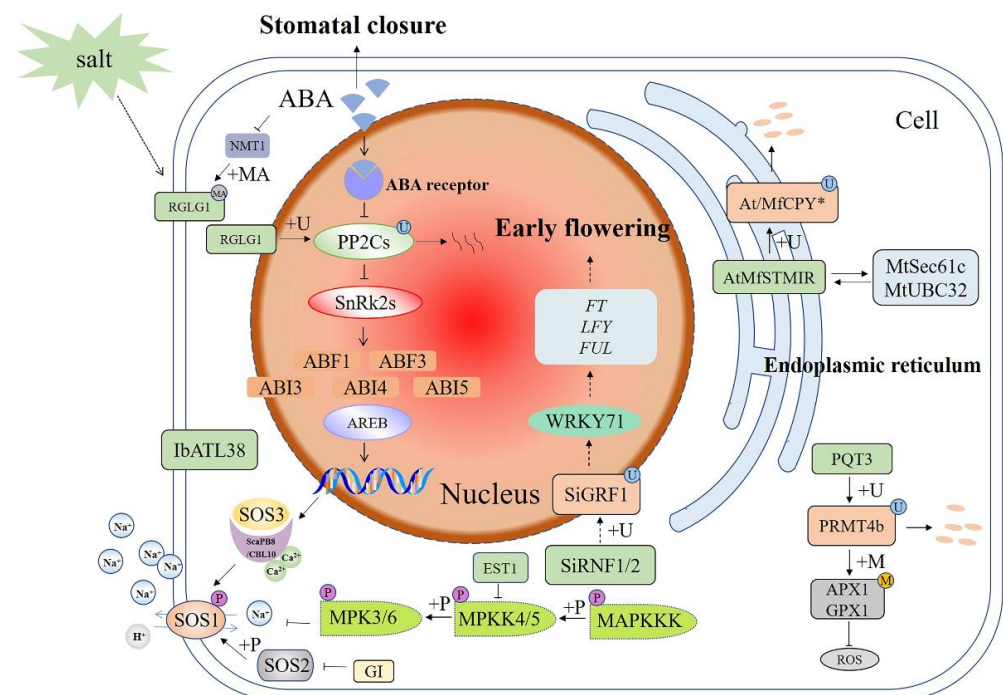 Stomatal closure
salt
ABA
Cell
NMT1
+MA
MA
RGLG1
ABA receptor
U
At/MfCPY*
+U
RGLG1
+U
U
PP2Cs
Early flowering
AtMfSTMIR
MtSec61c
MtUBC32
SnRk2s
FT
LFY
FUL
ABF1
ABF3
ABI3
ABI4
ABI5
Endoplasmic reticulum
AREB
WRKY71
IbATL38
PQT3
+U
Nucleus
U
SiGRF1
+U
SiRNF1/2
SOS3
ScaPB8
/CBL10
Ca²⁺
Ca²⁺
U
PRMT4b
+M
M
APX1
GPX1
ROS
Na⁺
Na⁺
Na⁺
Na⁺
Na⁺
Na⁺
H⁺
P
SOS1
+P
SOS2
GI
P
MPK3/6
+P
EST1
P
MPKK4/5
+P
P
MAPKKK